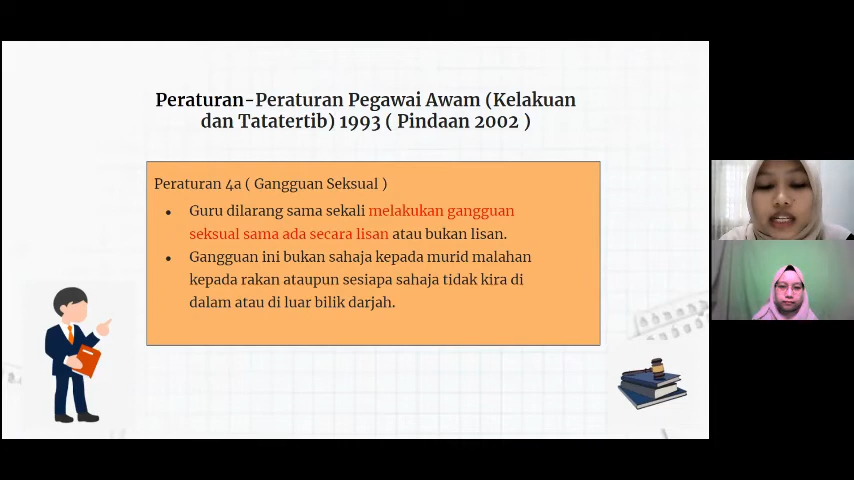 Peraturan-Peraturan Pegawai Awam (Kelakuan
dan Tatatertib) 1993 ( Pindaan 2002 )
Peraturan 4a ( Gangguan Seksual )
● Guru dilarang sama sekali melakukan gangguan
seksual sama ada secara lisan atau bukan lisan.
● Gangguan ini bukan sahaja kepada murid malahan
kepada rakan ataupun sesiapa sahaja tidak kira di
dalam atau di luar bilik darjah.